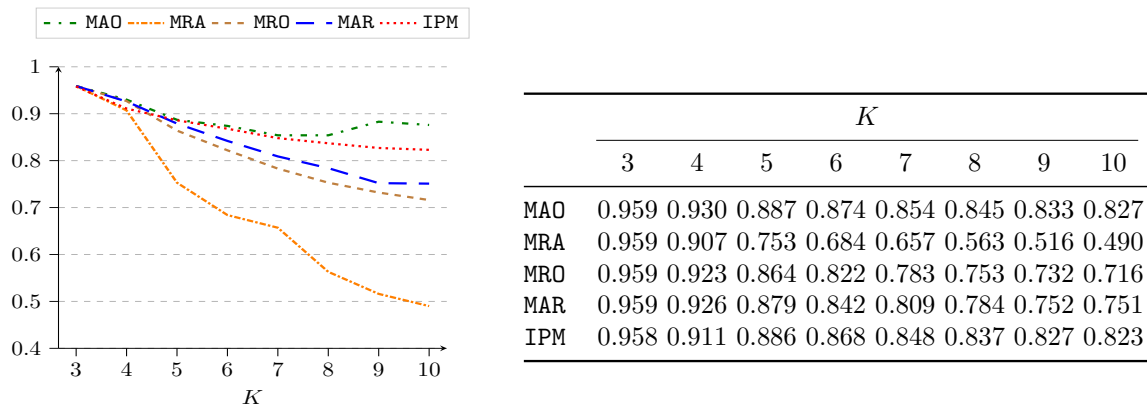 MAO MRA MRO MAR IPM
1
0.9
0.8
0.7
0.6
0.5
0.4
3 4 5 6 7 8 9 10
K
K
3 4 5 6 7 8 9 10
MAO 0.959 0.930 0.887 0.874 0.854 0.845 0.833 0.827
MRA 0.959 0.907 0.753 0.684 0.657 0.563 0.516 0.490
MRO 0.959 0.923 0.864 0.822 0.783 0.753 0.732 0.716
MAR 0.959 0.926 0.879 0.842 0.809 0.784 0.752 0.751
IPM 0.958 0.911 0.886 0.868 0.848 0.837 0.827 0.823